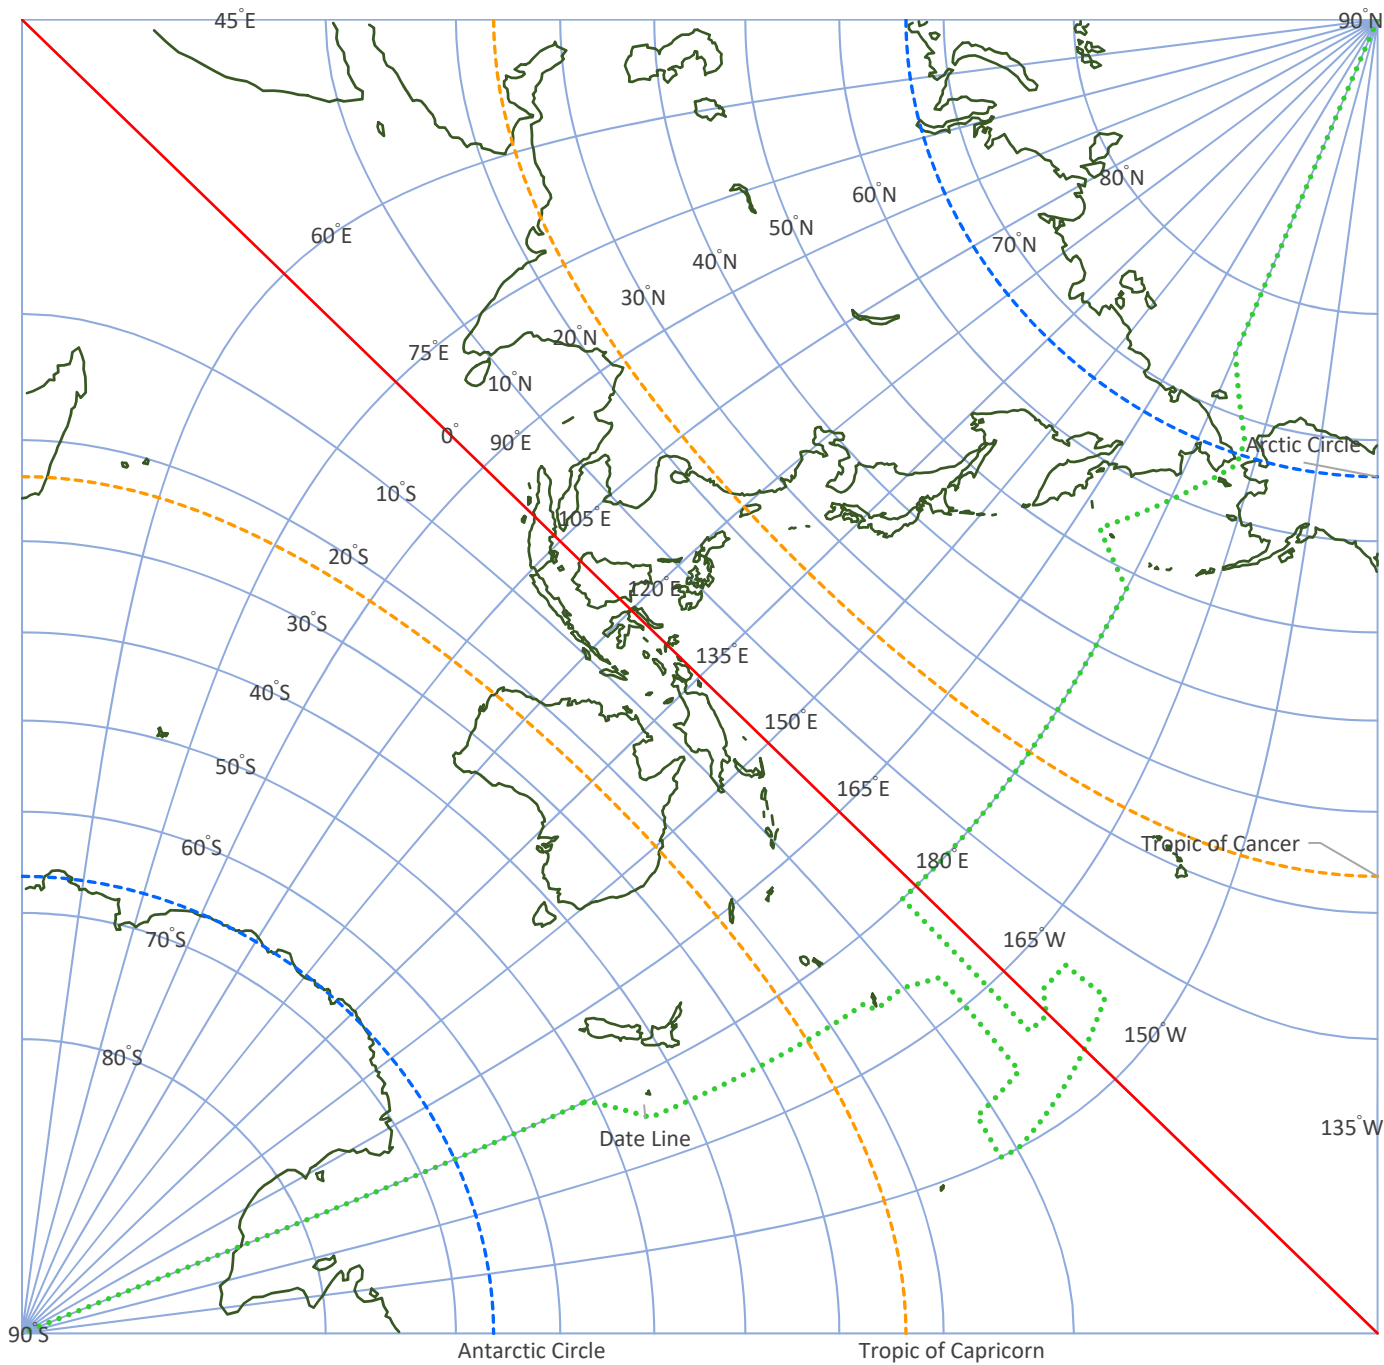 45°E
90°N
80°N
60°N
50°N
60°E
70°N
40°N
30°N
20°N
75°E
10°N
0°
90°E
Arctic Circle
10°S
105°E
20°S
120°E
30°S
135°E
40°S
150°E
50°S
165°E
60°S
180°E
Tropic of Cancer
70°S
165°W
150°W
80°S
Date Line
135°W
90°S
Antarctic Circle
Tropic of Capricorn